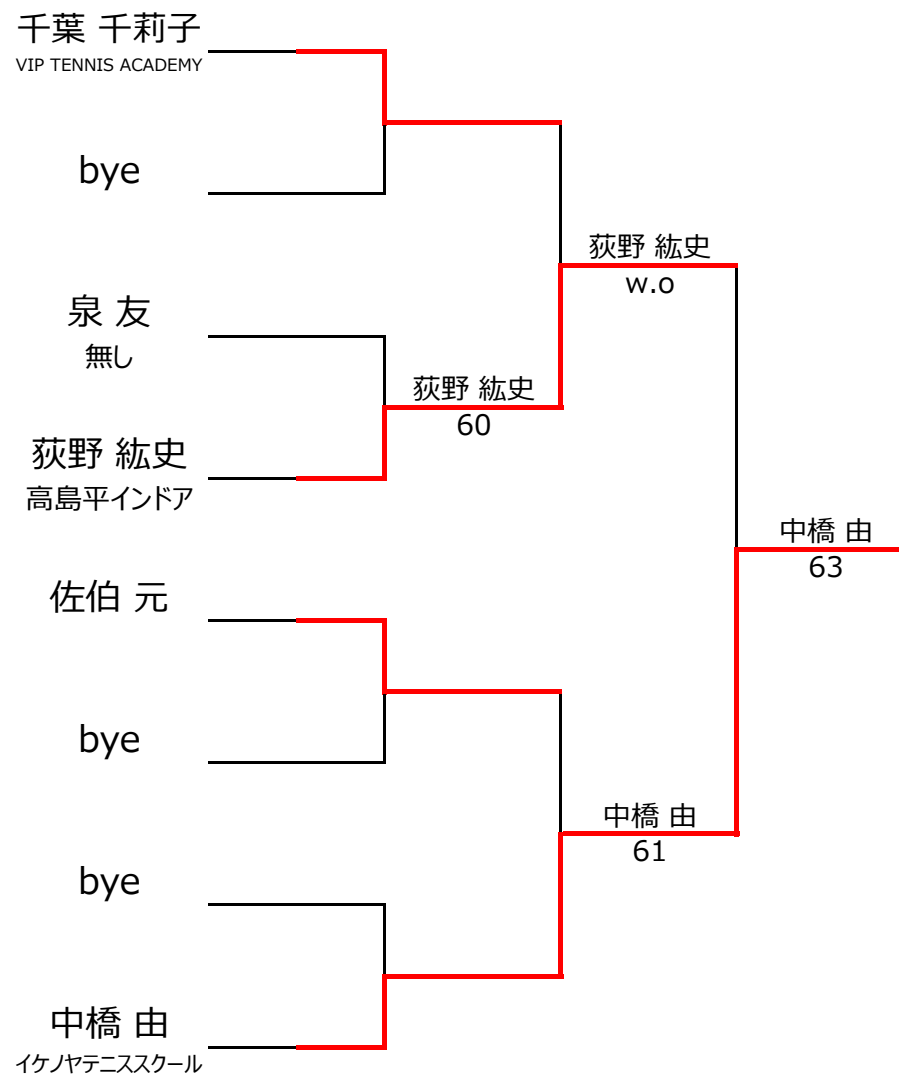 千葉 千莉子
VIP TENNIS ACADEMY
bye
荻野 紘史
w.o
泉 友
無し
荻野 紘史
60
荻野 紘史
高島平インドア
中橋 由
63
佐伯 元
bye
中橋 由
61
bye
中橋 由
イケノヤテニススクール